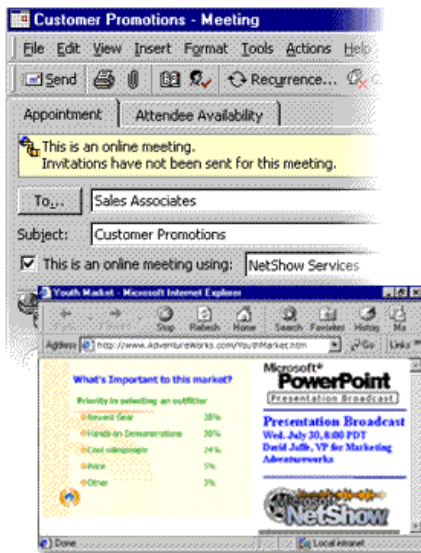 Customer Promotions - Meeting
File Edit View Insert Format Tools Actions Help
Send Recurrence...
Appointment Attendee Availability
This is an online meeting.
Invitations have not been sent for this meeting.
To... Sales Associates
Subject: Customer Promotions
This is an online meeting using: NetShow Services
Youth Market - Microsoft Internet Explorer
Stop Refresh Home Search Favorites History Ma
Address http://www.AdventureWorks.com/YouthMarket.htm Go Links
What's Important to this market?
Priority in selecting an outfitter
Newest Gear 38%
Hands-on Demonstrations 30%
Cool salespeople 24%
Price 5%
Other 3%
Microsoft®
PowerPoint
Presentation Broadcast
Presentation Broadcast
Wed. July 30, 8:00 PDT
David Jaffe, VP for Marketing
Adventureworks
Microsoft
NetShow
Done Local intranet